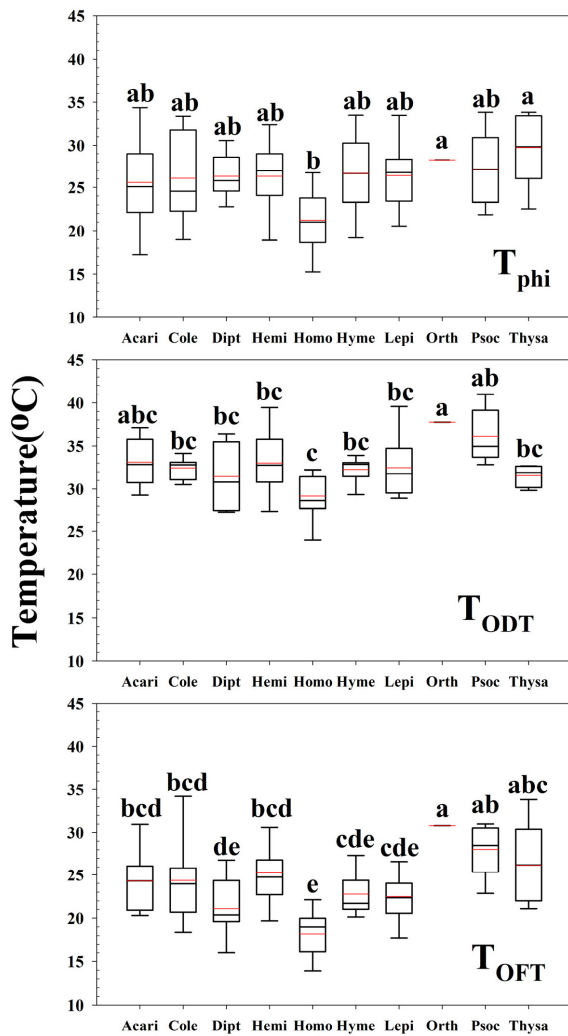 Temperature(⁰C)
45
40
35
30
25
20
15
10
ab ab ab ab b ab ab a ab a
T_phi
Acari Cole Dipt Hemi Homo Hyme Lepi Orth Psoc Thysa
45
40
35
30
25
20
15
10
abc bc bc bc c bc bc a ab bc
T_ODT
Acari Cole Dipt Hemi Homo Hyme Lepi Orth Psoc Thysa
45
40
35
30
25
20
15
10
bcd bcd de bcd e cde cde a ab abc
T_OFT
Acari Cole Dipt Hemi Homo Hyme Lepi Orth Psoc Thysa